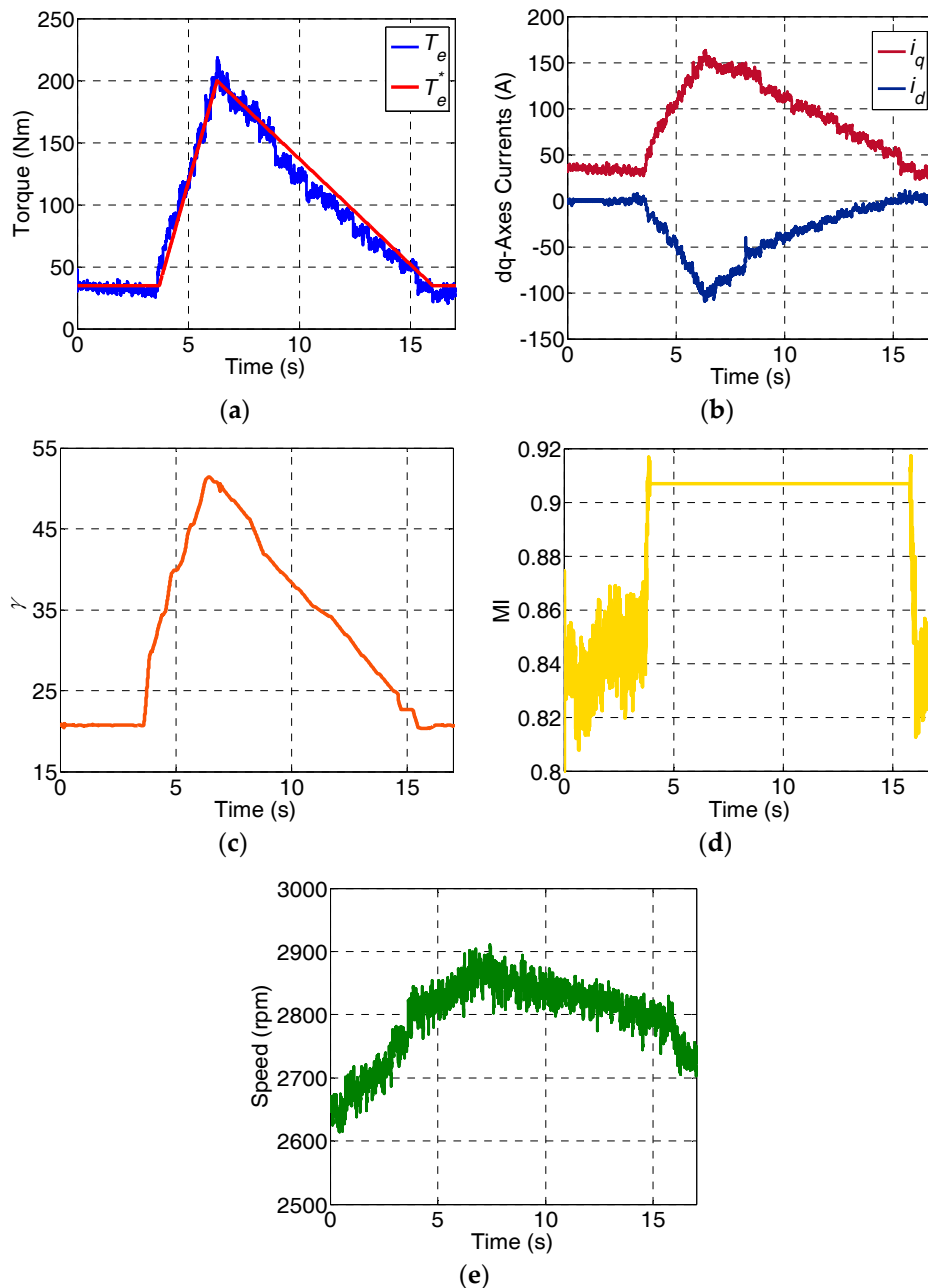 250
200
150
100
50
0
Torque (Nm)
T_e
T_e^*
0 5 10 15
Time (s)
(a)
200
150
100
50
0
-50
-100
-150
dq-Axes Currents (A)
i_q
i_d
0 5 10 15
Time (s)
(b)
55
45
35
25
15
γ
0 5 10 15
Time (s)
(c)
0.92
0.9
0.88
0.86
0.84
0.82
0.8
MI
0 5 10 15
Time (s)
(d)
3000
2900
2800
2700
2600
2500
Speed (rpm)
0 5 10 15
Time (s)
(e)